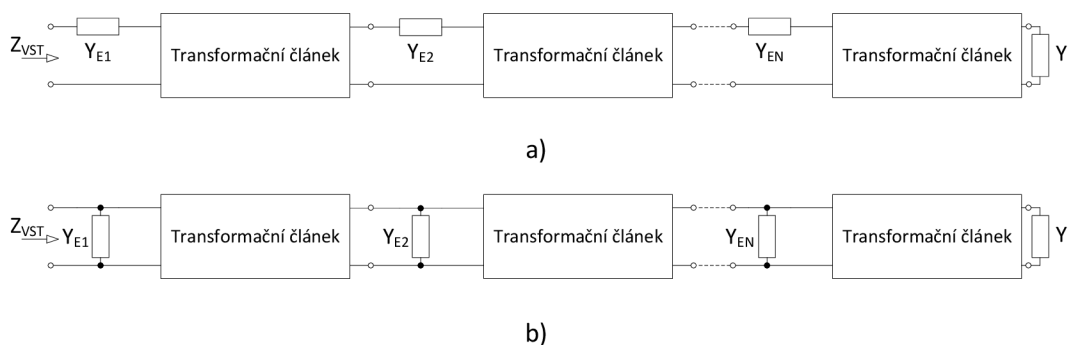 Z_VST Y_E1 Transformační článek Y_E2 Transformační článek Y_EN Transformační článek Y
a)
Z_VST Y_E1 Transformační článek Y_E2 Transformační článek Y_EN Transformační článek Y
b)